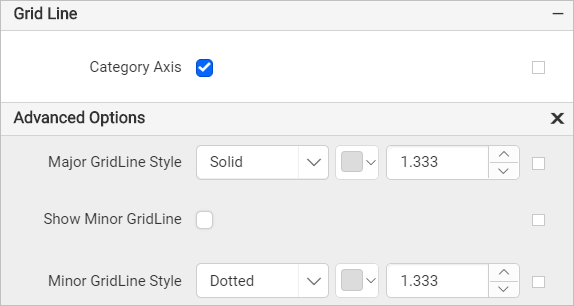 Grid Line
Category Axis
Advanced Options
Major GridLine Style Solid 1.333
Show Minor GridLine
Minor GridLine Style Dotted 1.333